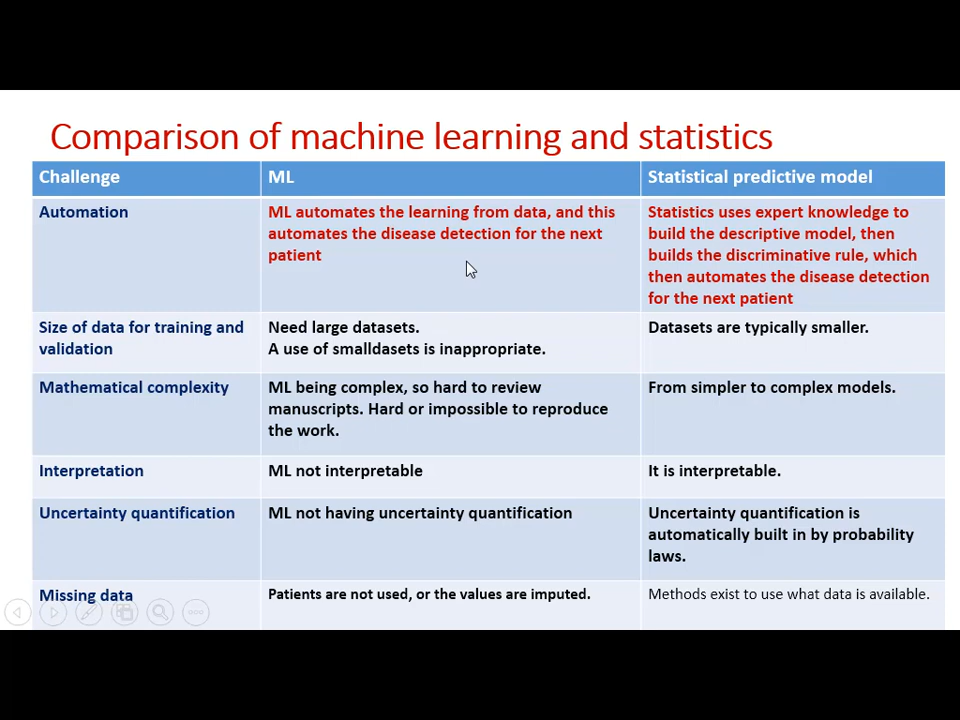 Comparison of machine learning and statistics
Challenge
ML
Statistical predictive model
Automation
ML automates the learning from data, and this
automates the disease detection for the next
patient
Statistics uses expert knowledge to
build the descriptive model, then
builds the discriminative rule, which
then automates the disease detection
for the next patient
Size of data for training and
validation
Need large datasets.
A use of smalldasets is inappropriate.
Datasets are typically smaller.
Mathematical complexity
ML being complex, so hard to review
manuscripts. Hard or impossible to reproduce
the work.
From simpler to complex models.
Interpretation
ML not interpretable
It is interpretable.
Uncertainty quantification
ML not having uncertainty quantification
Uncertainty quantification is
automatically built in by probability
laws.
Missing data
Patients are not used, or the values are imputed.
Methods exist to use what data is available.